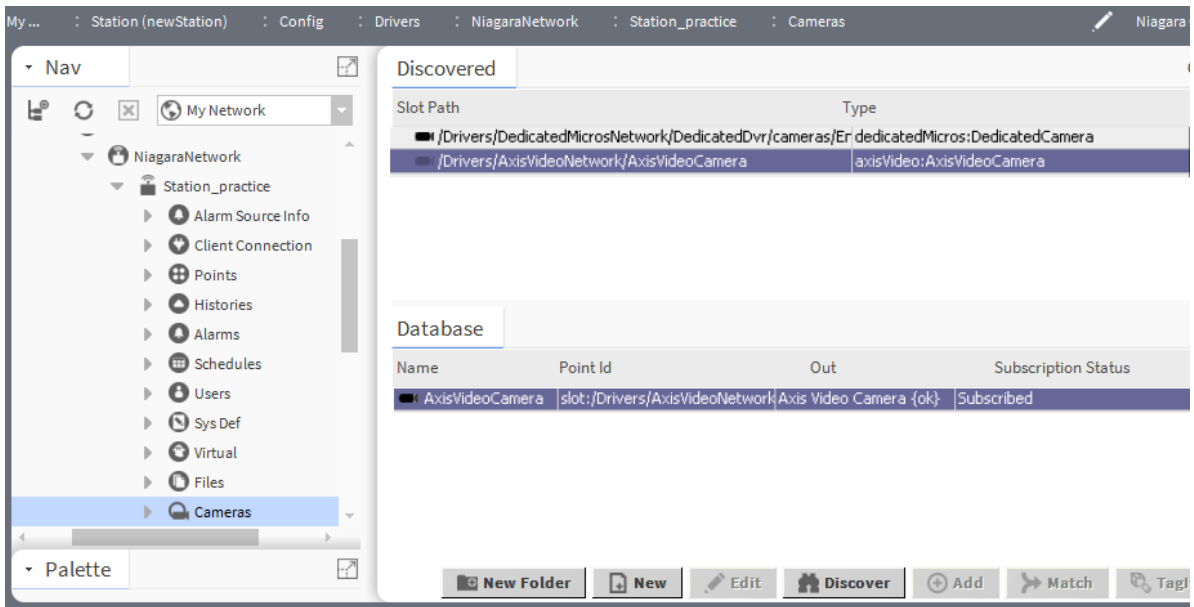 My ... : Station (newStation) : Config : Drivers : NiagaraNetwork : Station_practice : Cameras Niagara
Nav
My Network
NiagaraNetwork
Station_practice
Alarm Source Info
Client Connection
Points
Histories
Alarms
Schedules
Users
Sys Def
Virtual
Files
Cameras
Palette
Discovered
Slot Path Type
/Drivers/DedicatedMicrosNetwork/DedicatedDvr/cameras/Er dedicatedMicros:DedicatedCamera
/Drivers/AxisVideoNetwork/AxisVideoCamera axisVideo:AxisVideoCamera
Database
Name Point Id Out Subscription Status
AxisVideoCamera slot:/Drivers/AxisVideoNetwork Axis Video Camera {ok} Subscribed
New Folder New Edit Discover Add Match